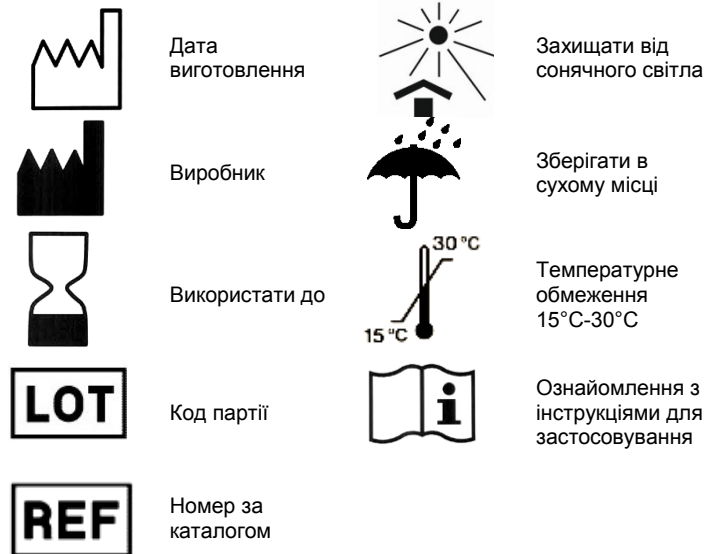 Дата
виготовлення
Захищати від
сонячного світла
Виробник
Зберігати в
сухому місці
Використати до
30 °C
15 °C
Температурне
обмеження
15°C-30°C
LOT
Код партії
i
Ознайомлення з
інструкціями для
застосовування
REF
Номер за
каталогом